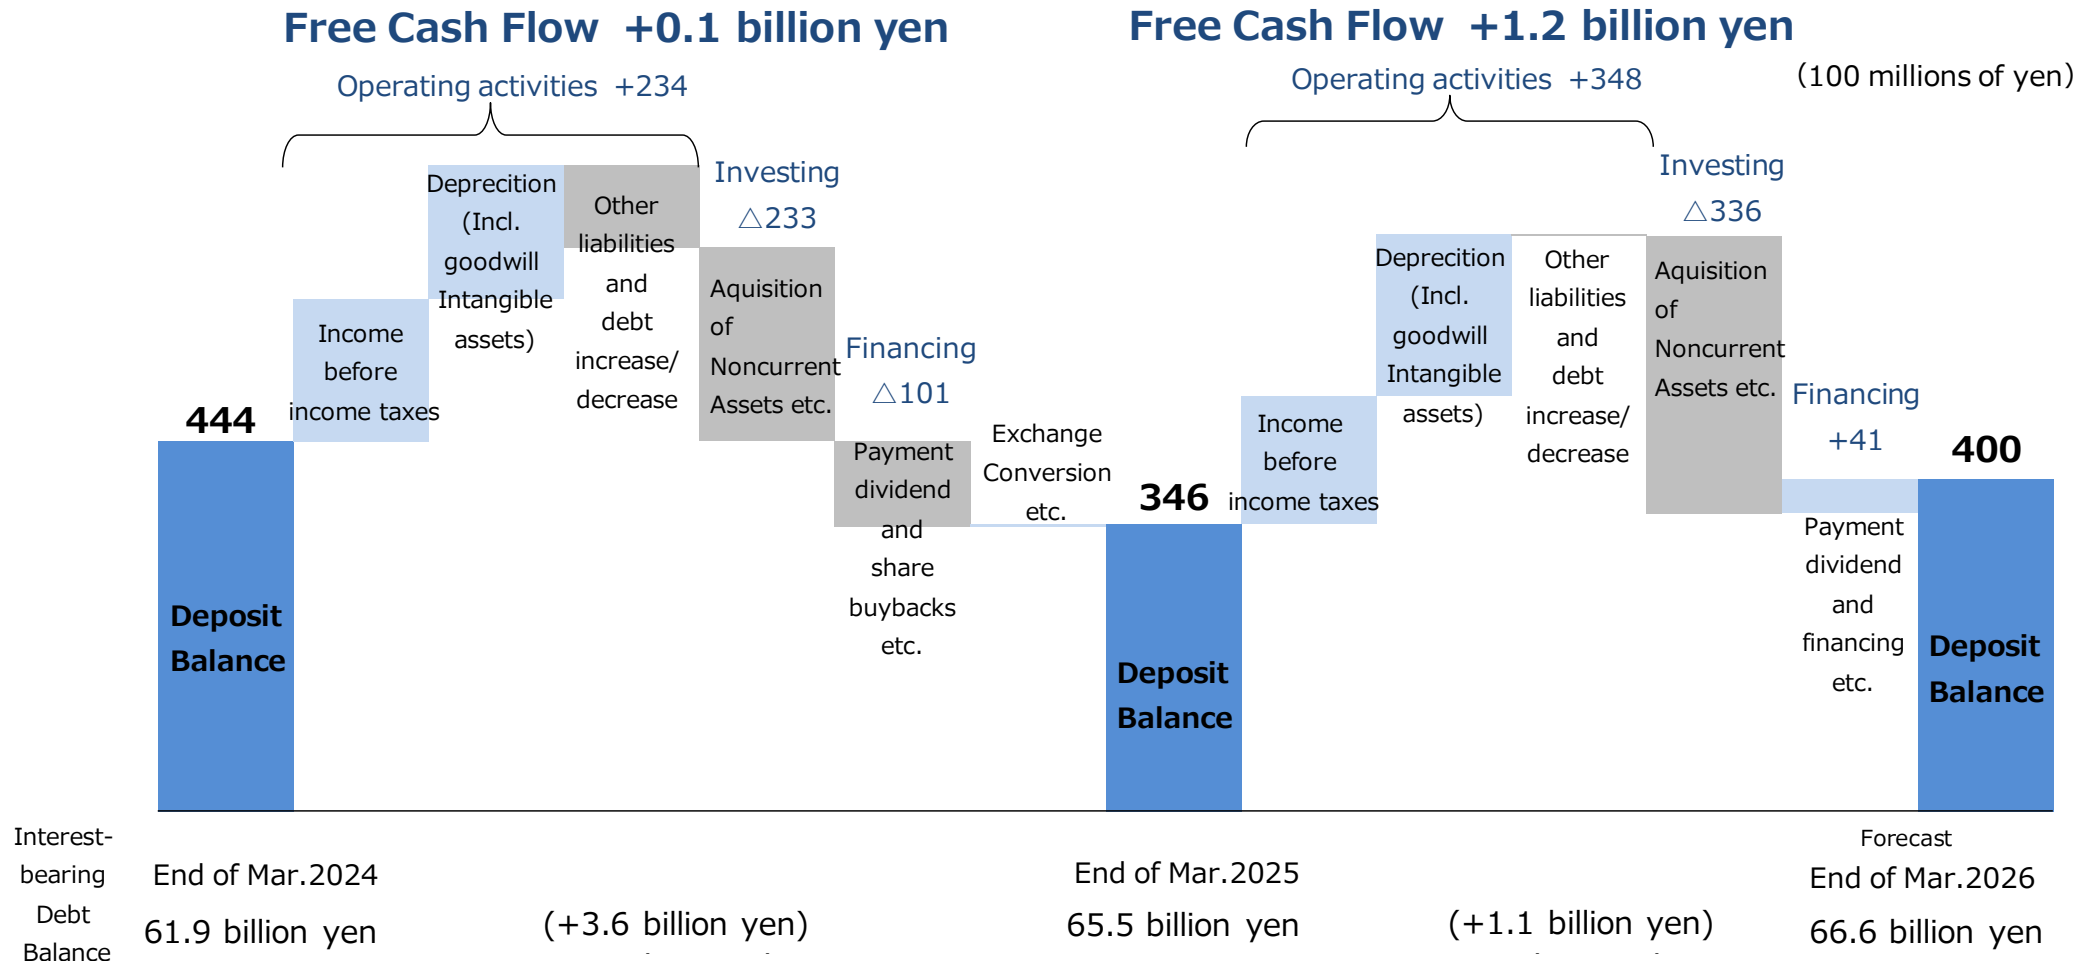 Free Cash Flow +0.1 billion yen
Operating activities +234
Free Cash Flow +1.2 billion yen
Operating activities +348
(100 millions of yen)
444
Deposit
Balance
Income
before
income taxes
Deprecition
(Incl.
goodwill
Intangible
assets)
Other
liabilities
and
debt
increase/
decrease
Investing
△233
Aquisition
of
Noncurrent
Assets etc.
Financing
△101
Payment
dividend
and
share
buybacks
etc.
Exchange
Conversion
etc.
346
Deposit
Balance
Income
before
income taxes
Deprecition
(Incl.
goodwill
Intangible
assets)
Other
liabilities
and
debt
increase/
decrease
Investing
△336
Aquisition
of
Noncurrent
Assets etc.
Financing
+41
Payment
dividend
and
financing
etc.
400
Deposit
Balance
Interest-
bearing
Debt
Balance
End of Mar.2024
61.9 billion yen
(+3.6 billion yen)
End of Mar.2025
65.5 billion yen
(+1.1 billion yen)
Forecast
End of Mar.2026
66.6 billion yen